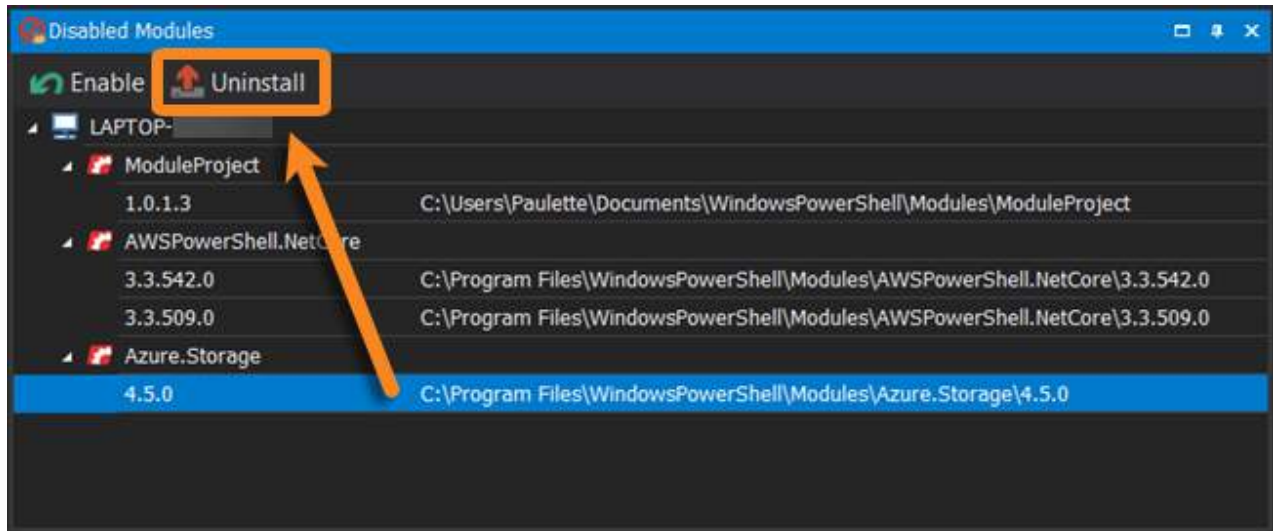 Disabled Modules
Enable Uninstall
LAPTOP-
ModuleProject
1.0.1.3 C:\Users\Paulette\Documents\WindowsPowerShell\Modules\ModuleProject
AWSPowerShell.NetCore
3.3.542.0 C:\Program Files\WindowsPowerShell\Modules\AWSPowerShell.NetCore\3.3.542.0
3.3.509.0 C:\Program Files\WindowsPowerShell\Modules\AWSPowerShell.NetCore\3.3.509.0
Azure.Storage
4.5.0 C:\Program Files\WindowsPowerShell\Modules\Azure.Storage\4.5.0